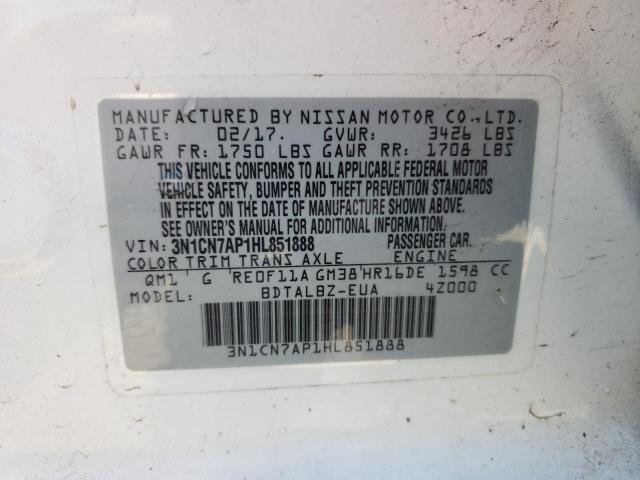 MANUFACTURED BY NISSAN MOTOR CO.,LTD.
DATE: 02/17. GVWR: 3426 LBS
GAWR FR: 1750 LBS GAWR RR: 1708 LBS
THIS VEHICLE CONFORMS TO ALL APPLICABLE FEDERAL MOTOR
VEHICLE SAFETY, BUMPER AND THEFT PREVENTION STANDARDS
IN EFFECT ON THE DATE OF MANUFACTURE SHOWN ABOVE.
SEE OWNER'S MANUAL FOR ADDITIONAL INFORMATION.
VIN: 3N1CN7AP1HL851888 PASSENGER CAR.
COLOR TRIM TRANS AXLE ENGINE
QM1 G RE0F11A GM38 HR16DE 1598 CC
MODEL: BDTALBZ-EUA 4Z000
3N1CN7AP1HL851888